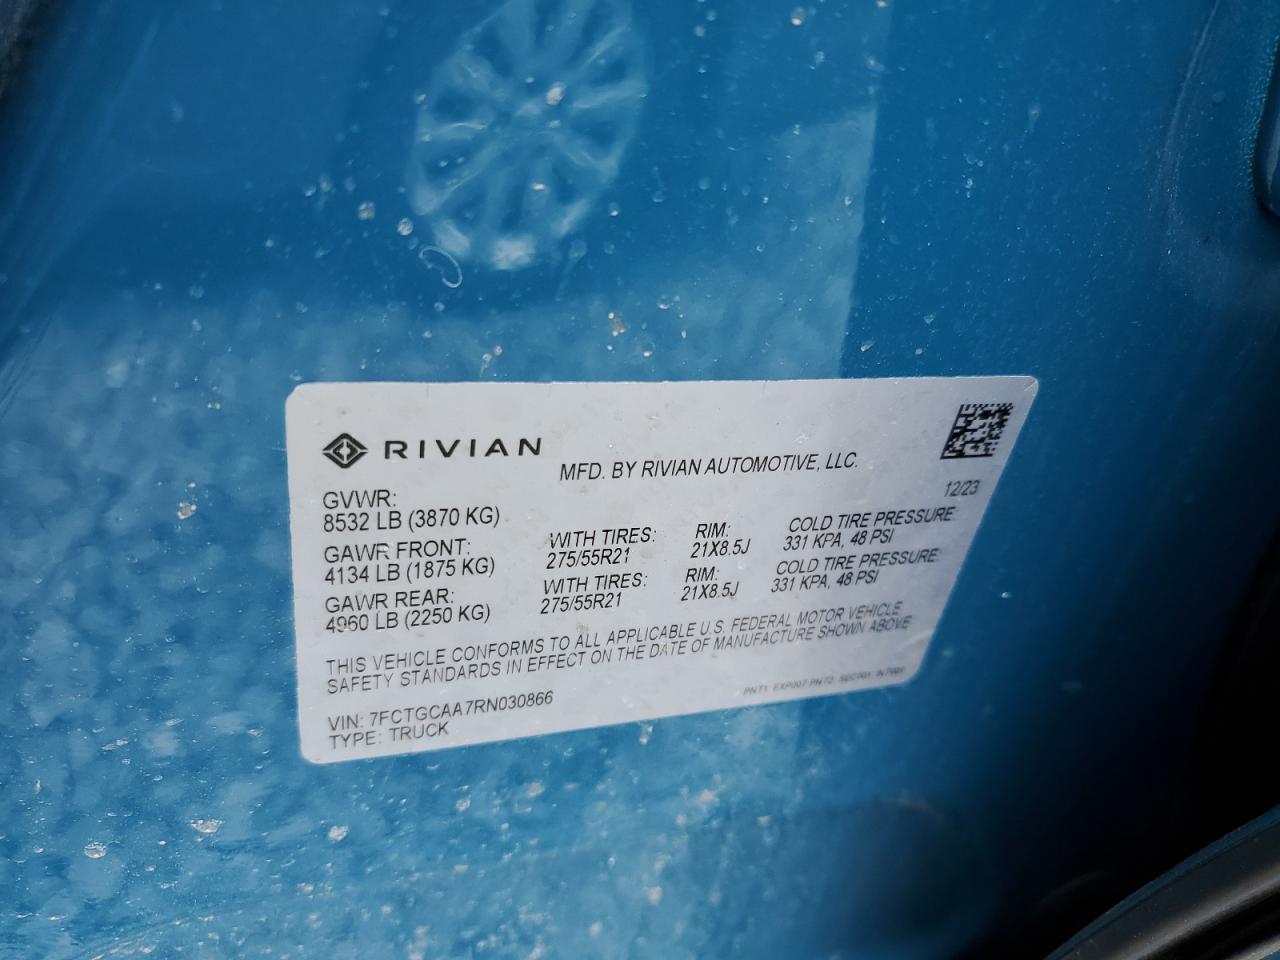 RIVIAN
MFD. BY RIVIAN AUTOMOTIVE, LLC.
12/23
GVWR:
8532 LB (3870 KG)
GAWR FRONT: WITH TIRES: RIM: COLD TIRE PRESSURE:
4134 LB (1875 KG) 275/55R21 21X8.5J 331 KPA, 48 PSI
GAWR REAR: WITH TIRES: RIM: COLD TIRE PRESSURE:
4960 LB (2250 KG) 275/55R21 21X8.5J 331 KPA, 48 PSI
THIS VEHICLE CONFORMS TO ALL APPLICABLE U.S. FEDERAL MOTOR VEHICLE
SAFETY STANDARDS IN EFFECT ON THE DATE OF MANUFACTURE SHOWN ABOVE
VIN: 7FCTGCAA7RN030866
TYPE: TRUCK